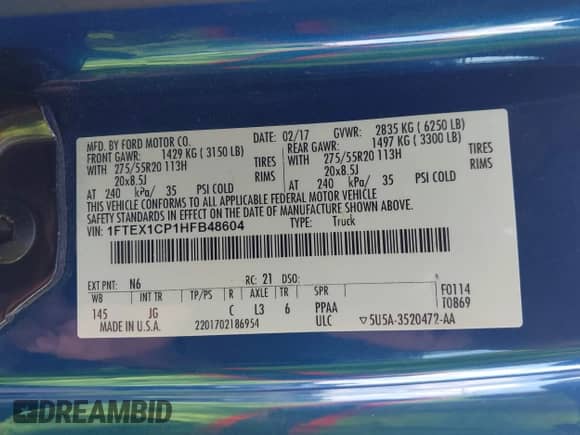 MFD. BY FORD MOTOR CO. DATE: 02/17 GVWR: 2835 KG ( 6250 LB)
FRONT GAWR: 1429 KG ( 3150 LB) REAR GAWR: 1497 KG ( 3300 LB)
WITH 275/55R20 113H TIRES WITH 275/55R20 113H TIRES
20x8.5J RIMS 20x8.5J RIMS
AT 240 kPa/ 35 PSI COLD AT 240 kPa/ 35 PSI COLD
THIS VEHICLE CONFORMS TO ALL APPLICABLE FEDERAL MOTOR VEHICLE
SAFETY STANDARDS IN EFFECT ON THE DATE OF MANUFACTURE SHOWN ABOVE.
VIN: 1FTEX1CP1HFB48604 TYPE: Truck
EXT PNT: N6 RC: 21 DSO:
WB INT TR TP/PS R AXLE TR SPR F0114
145 JG C L3 6 PPAA T0869
MADE IN U.S.A. 2201702186954 ULC ▽5U5A-3520472-AA
DREAMBID